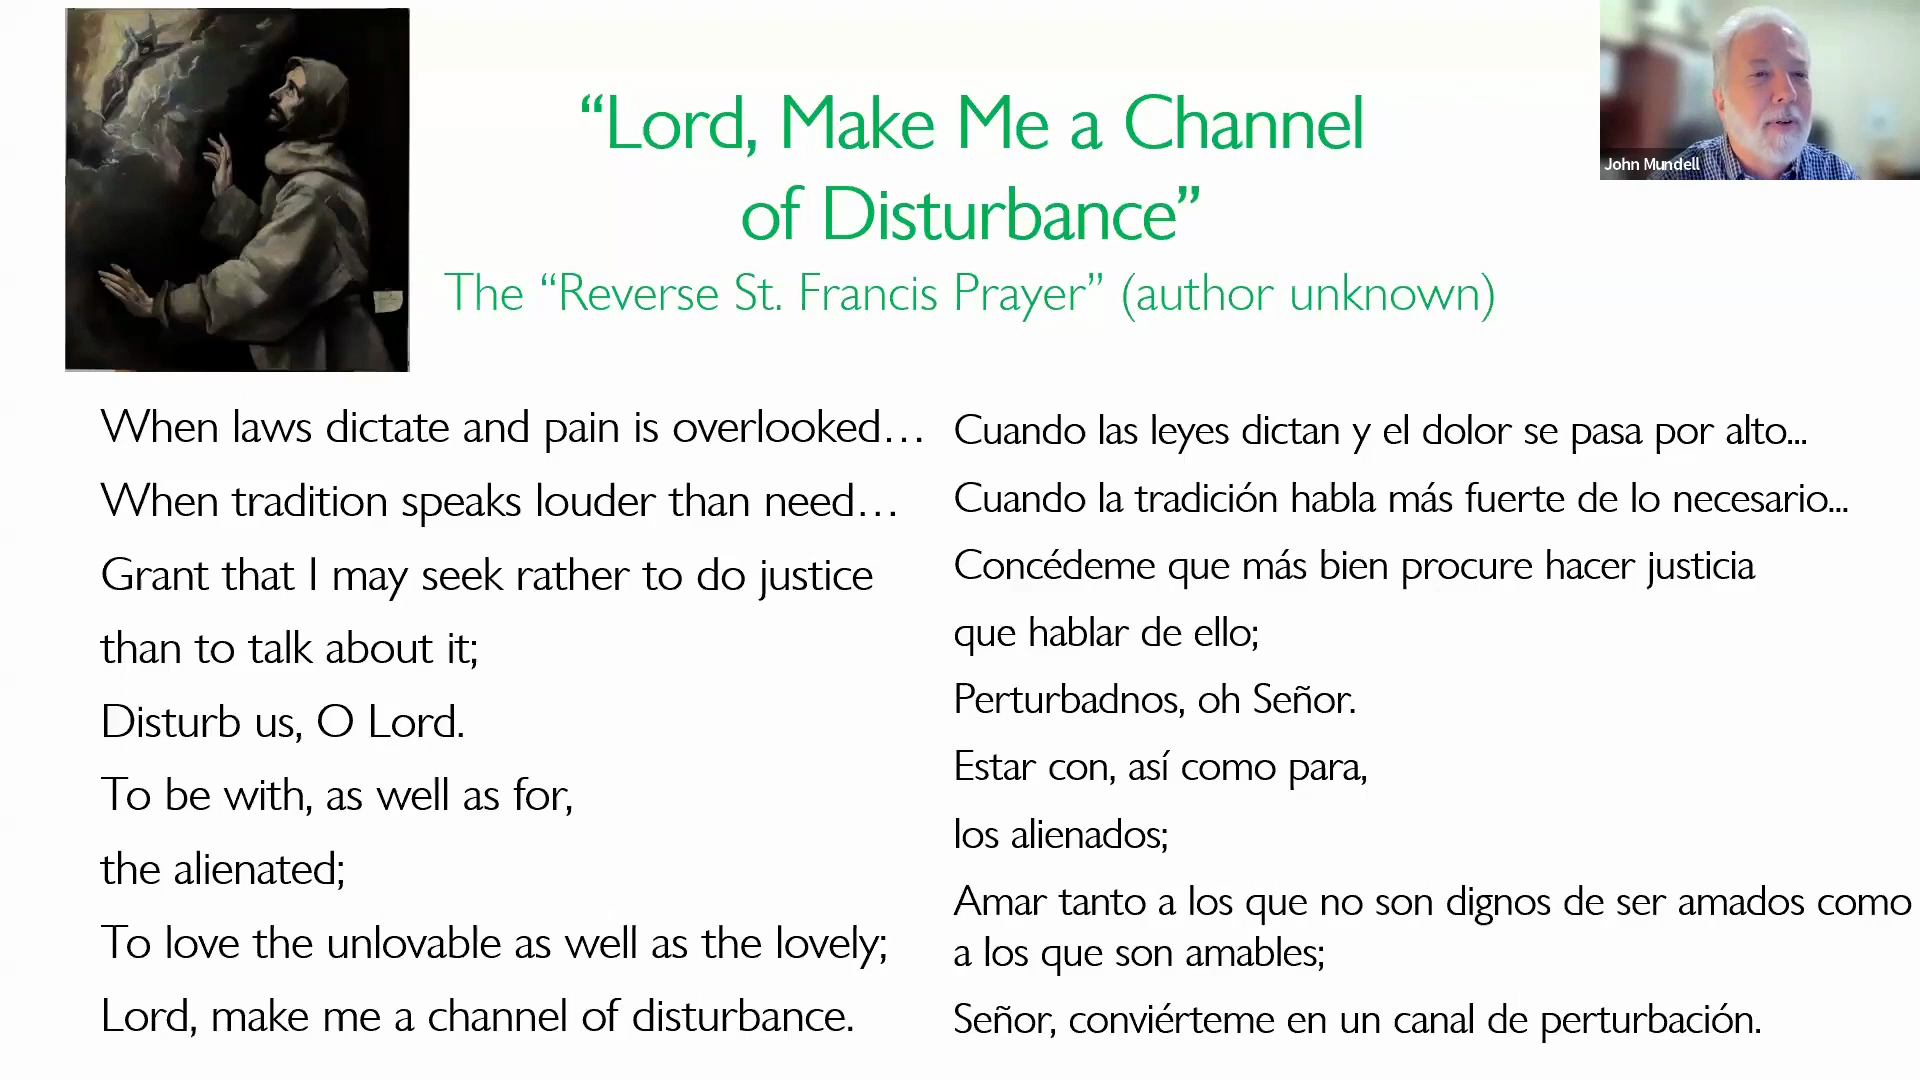 “Lord, Make Me a Channel
of Disturbance”
The “Reverse St. Francis Prayer” (author unknown)
John Mundell
When laws dictate and pain is overlooked…
When tradition speaks louder than need…
Grant that I may seek rather to do justice
than to talk about it;
Disturb us, O Lord.
To be with, as well as for,
the alienated;
To love the unlovable as well as the lovely;
Lord, make me a channel of disturbance.
Cuando las leyes dictan y el dolor se pasa por alto...
Cuando la tradición habla más fuerte de lo necesario...
Concédeme que más bien procure hacer justicia
que hablar de ello;
Perturbadnos, oh Señor.
Estar con, así como para,
los alienados;
Amar tanto a los que no son dignos de ser amados como
a los que son amables;
Señor, conviérteme en un canal de perturbación.